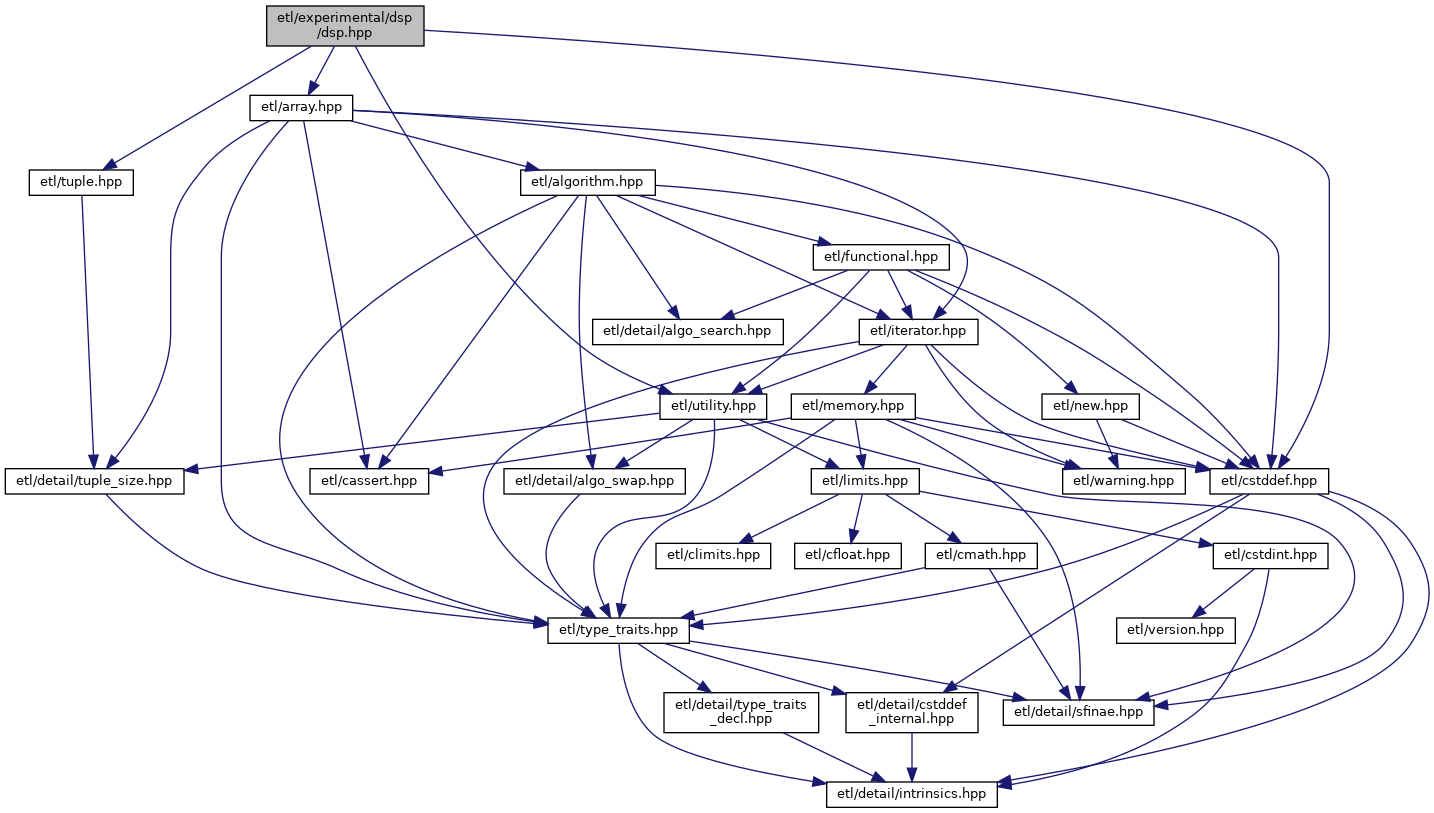 etl/experimental/dsp
/dsp.hpp
etl/array.hpp
etl/tuple.hpp
etl/algorithm.hpp
etl/functional.hpp
etl/detail/algo_search.hpp
etl/iterator.hpp
etl/utility.hpp
etl/memory.hpp
etl/new.hpp
etl/detail/tuple_size.hpp
etl/cassert.hpp
etl/detail/algo_swap.hpp
etl/limits.hpp
etl/warning.hpp
etl/cstddef.hpp
etl/climits.hpp
etl/cfloat.hpp
etl/cmath.hpp
etl/cstdint.hpp
etl/type_traits.hpp
etl/version.hpp
etl/detail/type_traits
_decl.hpp
etl/detail/cstddef
_internal.hpp
etl/detail/sfinae.hpp
etl/detail/intrinsics.hpp